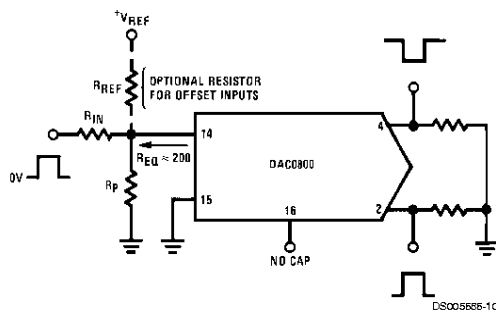 +VREF
RREF
OPTIONAL RESISTOR
FOR OFFSET INPUTS
RIN
14
4
REQ ≈ 200
DAC0800
0V
RP
15
16
2
NO CAP
DS005686-10